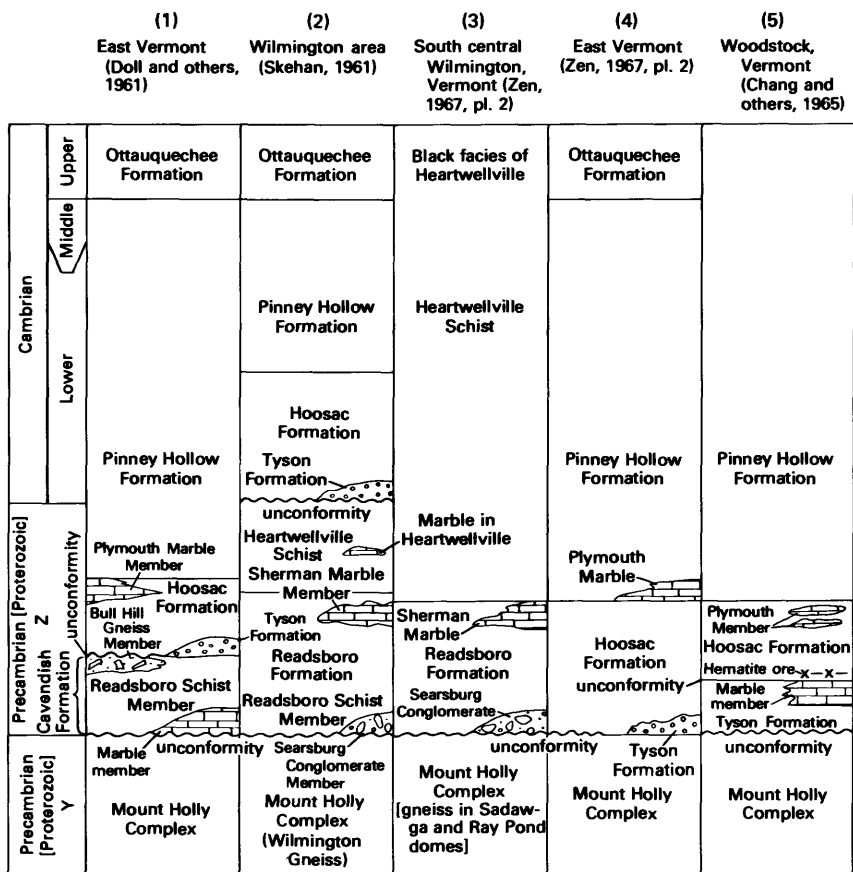 (1)
East Vermont
(Doll and others,
1961)
(2)
Wilmington area
(Skehan, 1961)
(3)
South central
Wilmington,
Vermont (Zen,
1967, pl. 2)
(4)
East Vermont
(Zen, 1967, pl. 2)
(5)
Woodstock,
Vermont
(Chang and
others, 1965)
Cambrian
Upper
Middle
Lower
Precambrian [Proterozoic]
Z
Cavendish
Formation
unconformity
Precambrian
[Proterozoic]
Y
Ottauquechee
Formation
Pinney Hollow
Formation
Plymouth Marble
Member
Hoosac
Formation
Bull Hill
Gneiss
Member
Readsboro Schist
Member
Marble
member
unconformity
Mount Holly
Complex
Ottauquechee
Formation
Pinney Hollow
Formation
Hoosac
Formation
Tyson
Formation
unconformity
Heartwellville
Schist
Sherman Marble
Member
Tyson
Formation
Readsboro
Formation
Readsboro Schist
Member
Searsburg
Conglomerate
Member
Mount Holly
Complex
(Wilmington
Gneiss)
Black facies of
Heartwellville
Heartwellville
Schist
Marble in
Heartwellville
Sherman
Marble
Readsboro
Formation
Searsburg
Conglomerate
unconformity
Mount Holly
Complex
[gneiss in Sadaw-
ga and Ray Pond
domes]
Ottauquechee
Formation
Pinney Hollow
Formation
Plymouth
Marble
Hoosac
Formation
unconformity
Tyson
Formation
Mount Holly
Complex
Pinney Hollow
Formation
Plymouth
Member
Hoosac Formation
Hematite ore x-x-
Marble
member
Tyson Formation
unconformity
Mount Holly
Complex